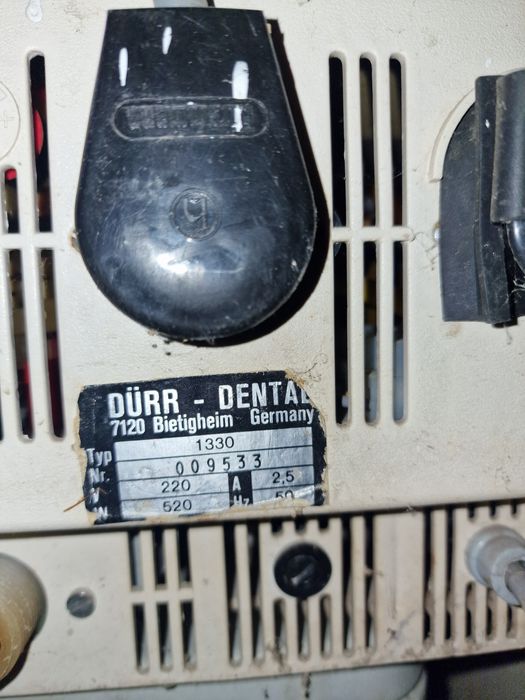 DÜRR - DENTAL
7120 Bietigheim Germany
Typ 1330
Nr. 009533
V 220 A 2,5
W 520 Hz 50